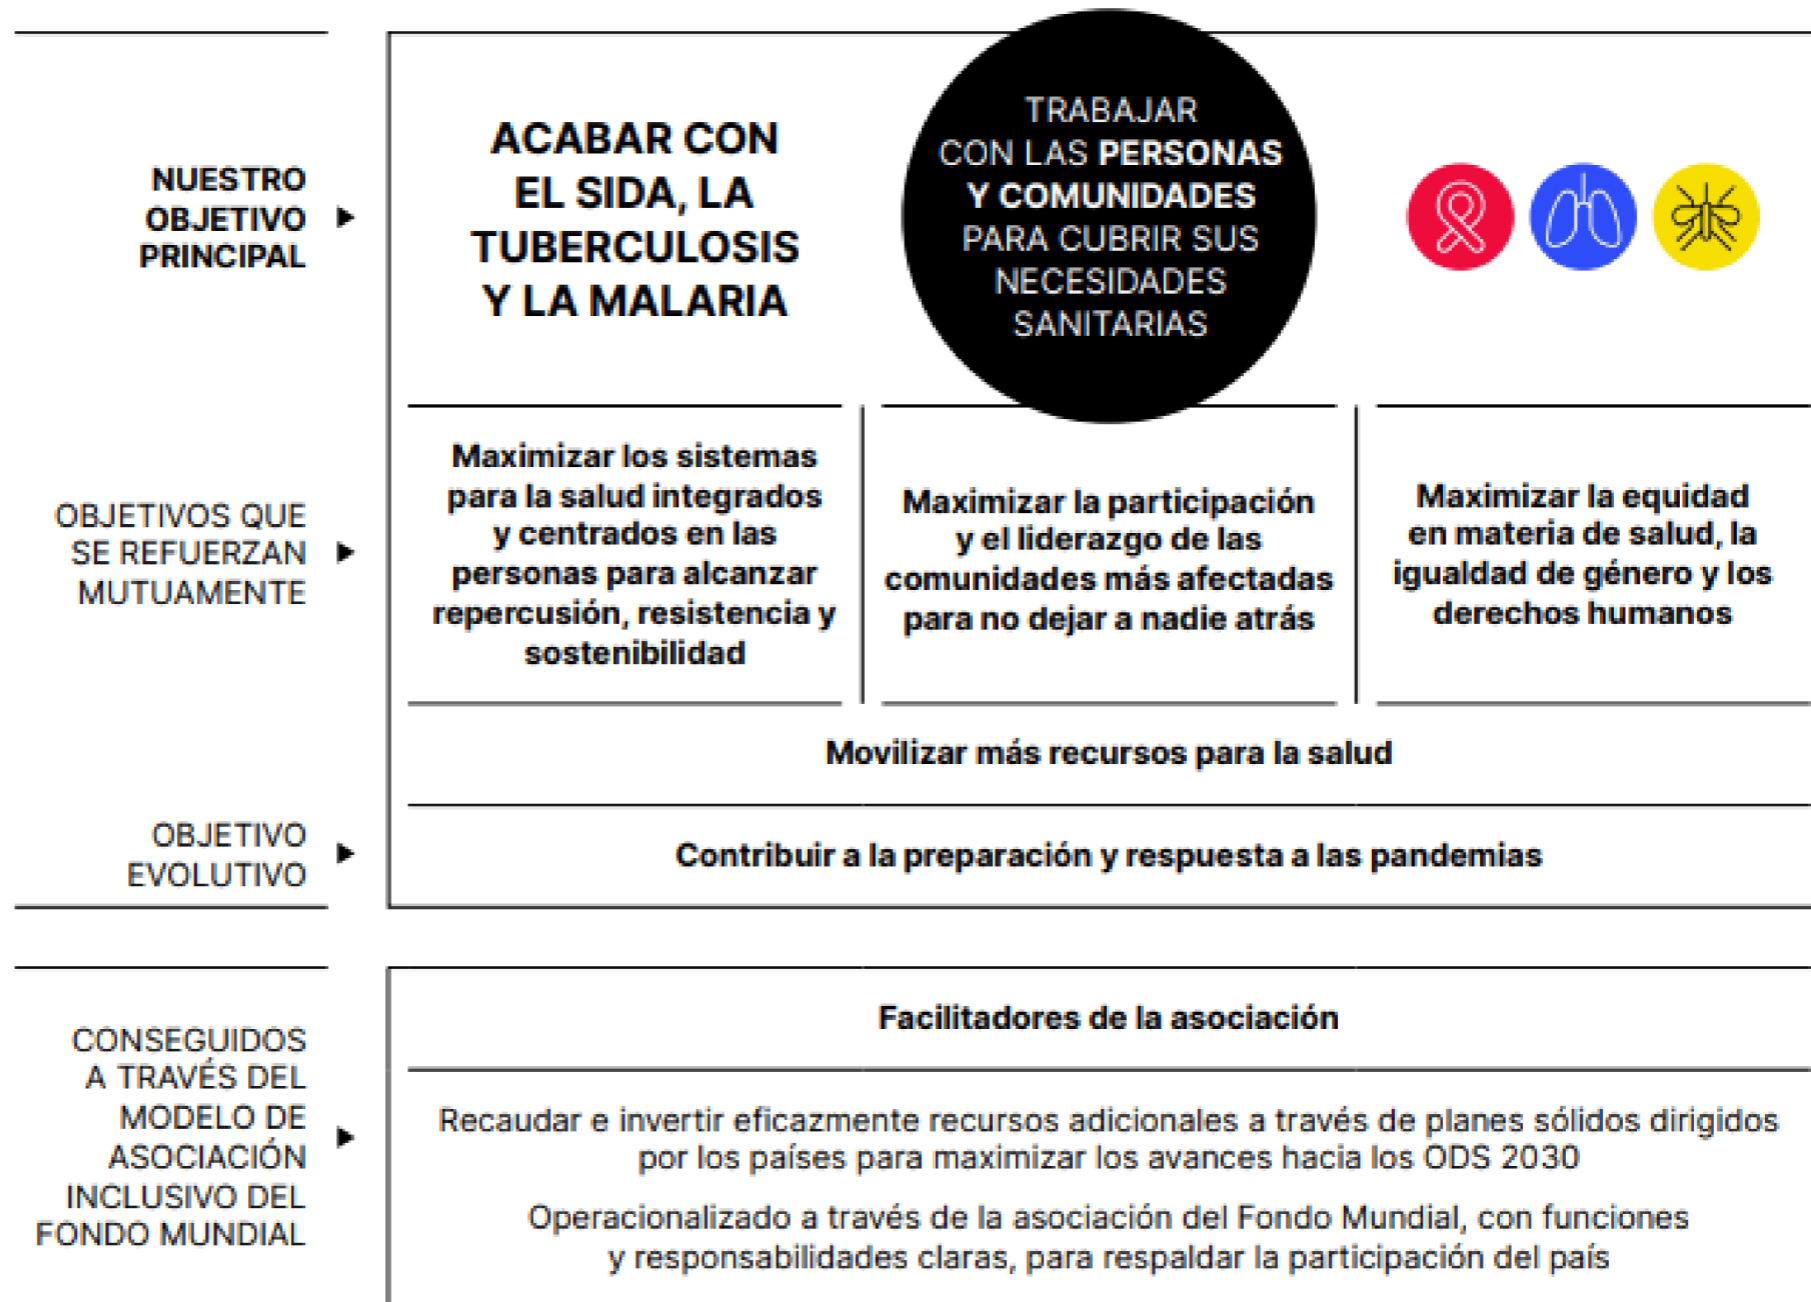 NUESTRO
OBJETIVO
PRINCIPAL
ACABAR CON
EL SIDA, LA
TUBERCULOSIS
Y LA MALARIA
TRABAJAR
CON LAS PERSONAS
Y COMUNIDADES
PARA CUBRIR SUS
NECESIDADES
SANITARIAS
OBJETIVOS QUE
SE REFUERZAN
MUTUAMENTE
Maximizar los sistemas
para la salud integrados
y centrados en las
personas para alcanzar
repercusión, resistencia y
sostenibilidad
Maximizar la participación
y el liderazgo de las
comunidades más afectadas
para no dejar a nadie atrás
Maximizar la equidad
en materia de salud, la
igualdad de género y los
derechos humanos
Movilizar más recursos para la salud
OBJETIVO
EVOLUTIVO
Contribuir a la preparación y respuesta a las pandemias
CONSEGUIDOS
A TRAVÉS DEL
MODELO DE
ASOCIACIÓN
INCLUSIVO DEL
FONDO MUNDIAL
Facilitadores de la asociación
Recaudar e invertir eficazmente recursos adicionales a través de planes sólidos dirigidos
por los países para maximizar los avances hacia los ODS 2030
Operacionalizado a través de la asociación del Fondo Mundial, con funciones
y responsabilidades claras, para respaldar la participación del país